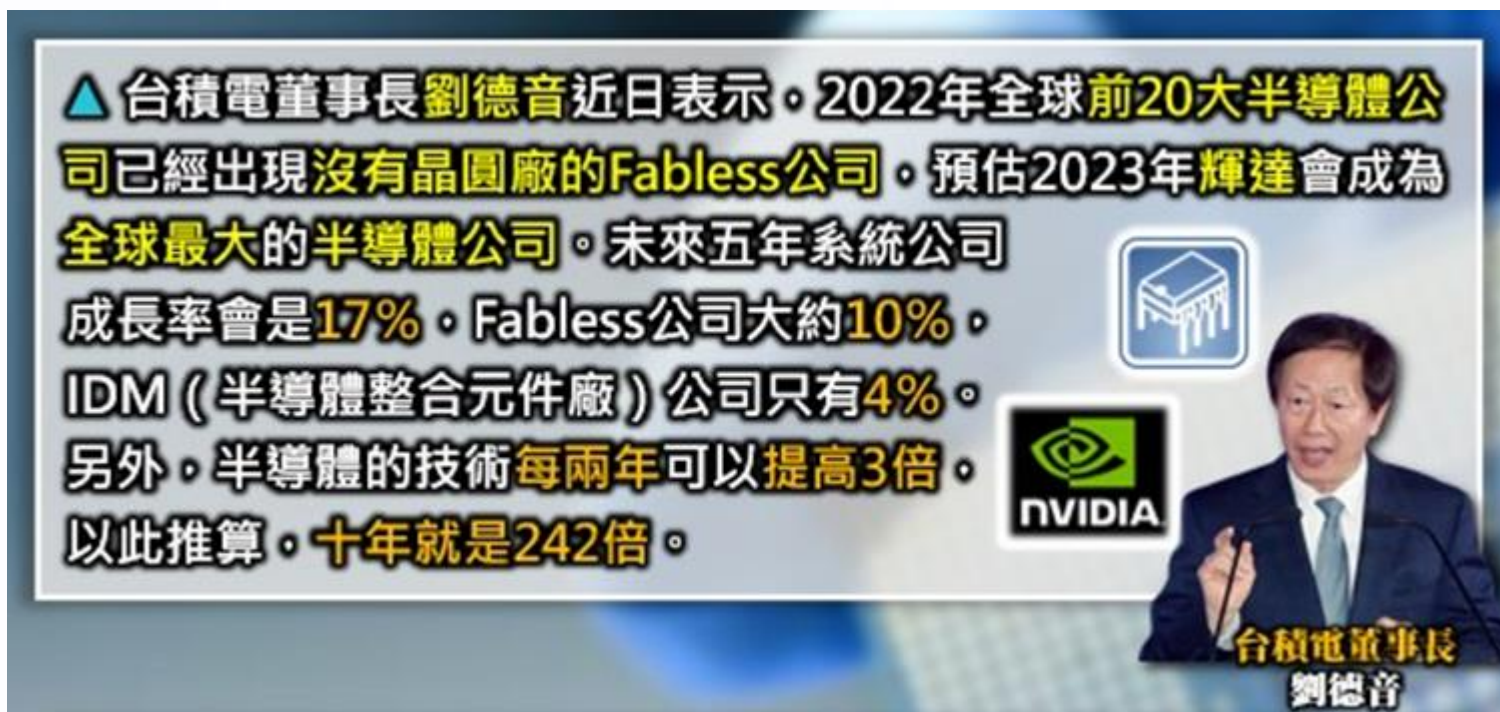 ▲ 台積電董事長劉德音近日表示，2022年全球前20大半導體公
司已經出現沒有晶圓廠的Fabless公司，預估2023年輝達會成為
全球最大的半導體公司。未來五年系統公司
成長率會是17%，Fabless公司大約10%，
IDM（半導體整合元件廠）公司只有4%。
另外，半導體的技術每兩年可以提高3倍，
以此推算，十年就是242倍。
NVIDIA
台積電董事長
劉德音